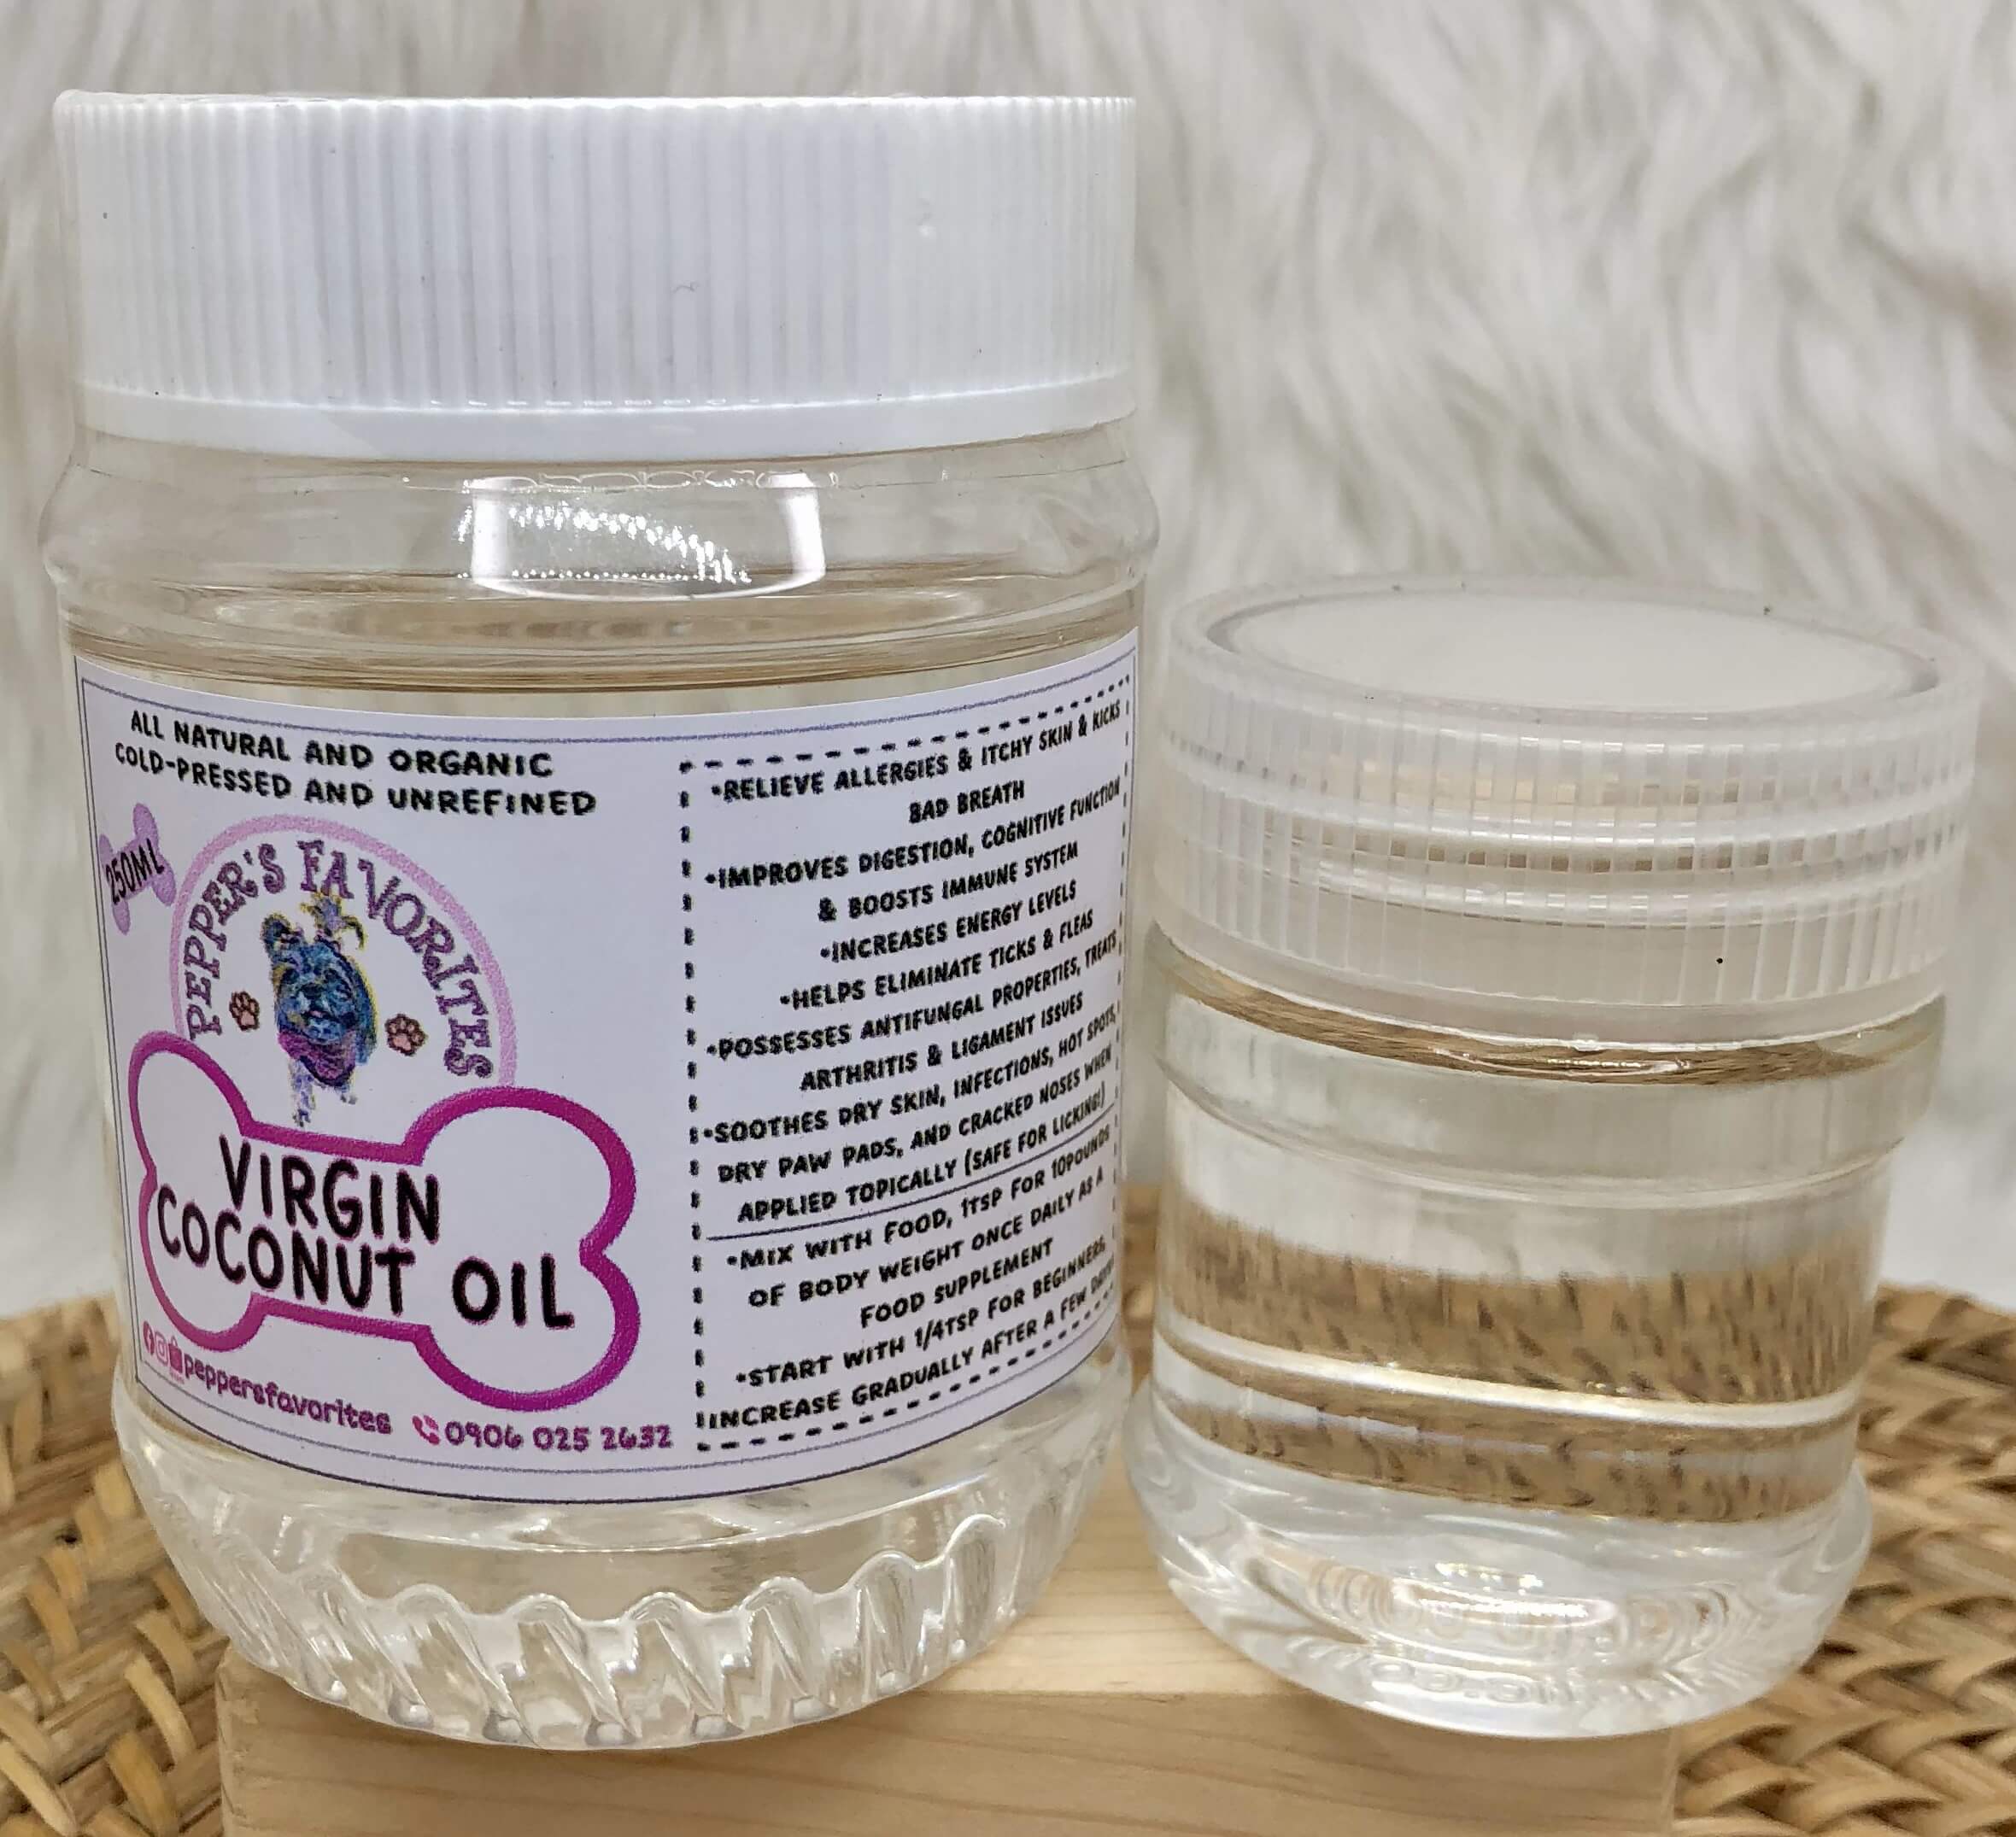 ALL NATURAL AND ORGANIC
COLD-PRESSED AND UNREFINED
250ML
PEPPER'S FAVORITES
VIRGIN
COCONUT OIL
peppersfavorites 0906 025 2632
•RELIEVE ALLERGIES & ITCHY SKIN & KICKS
BAD BREATH
•IMPROVES DIGESTION, COGNITIVE FUNCTION
& BOOSTS IMMUNE SYSTEM
•INCREASES ENERGY LEVELS
•HELPS ELIMINATE TICKS & FLEAS
•POSSESSES ANTIFUNGAL PROPERTIES, TREATS
ARTHRITIS & LIGAMENT ISSUES
•SOOTHES DRY SKIN, INFECTIONS, HOT SPOTS,
DRY PAW PADS, AND CRACKED NOSES WHEN
APPLIED TOPICALLY (SAFE FOR LICKING!)
•MIX WITH FOOD, 1TSP FOR 10POUNDS
OF BODY WEIGHT ONCE DAILY AS A
FOOD SUPPLEMENT
•START WITH 1/4TSP FOR BEGINNERS,
INCREASE GRADUALLY AFTER A FEW DAYS